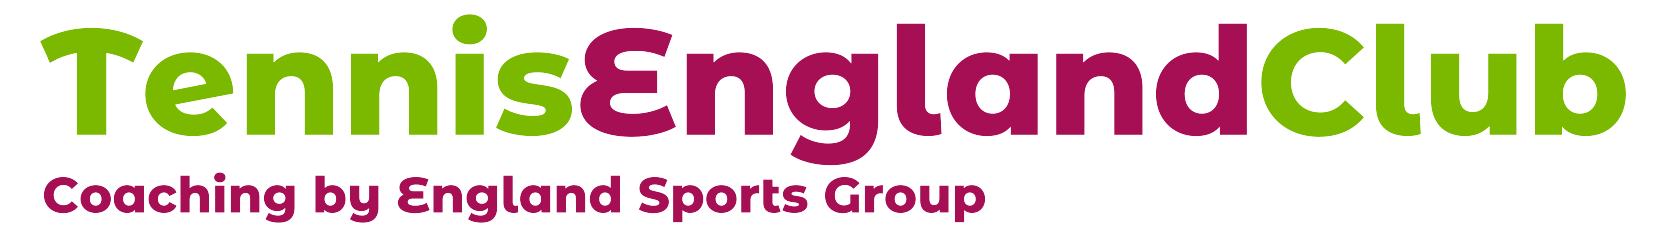 TennisEnglandClub
Coaching by England Sports Group